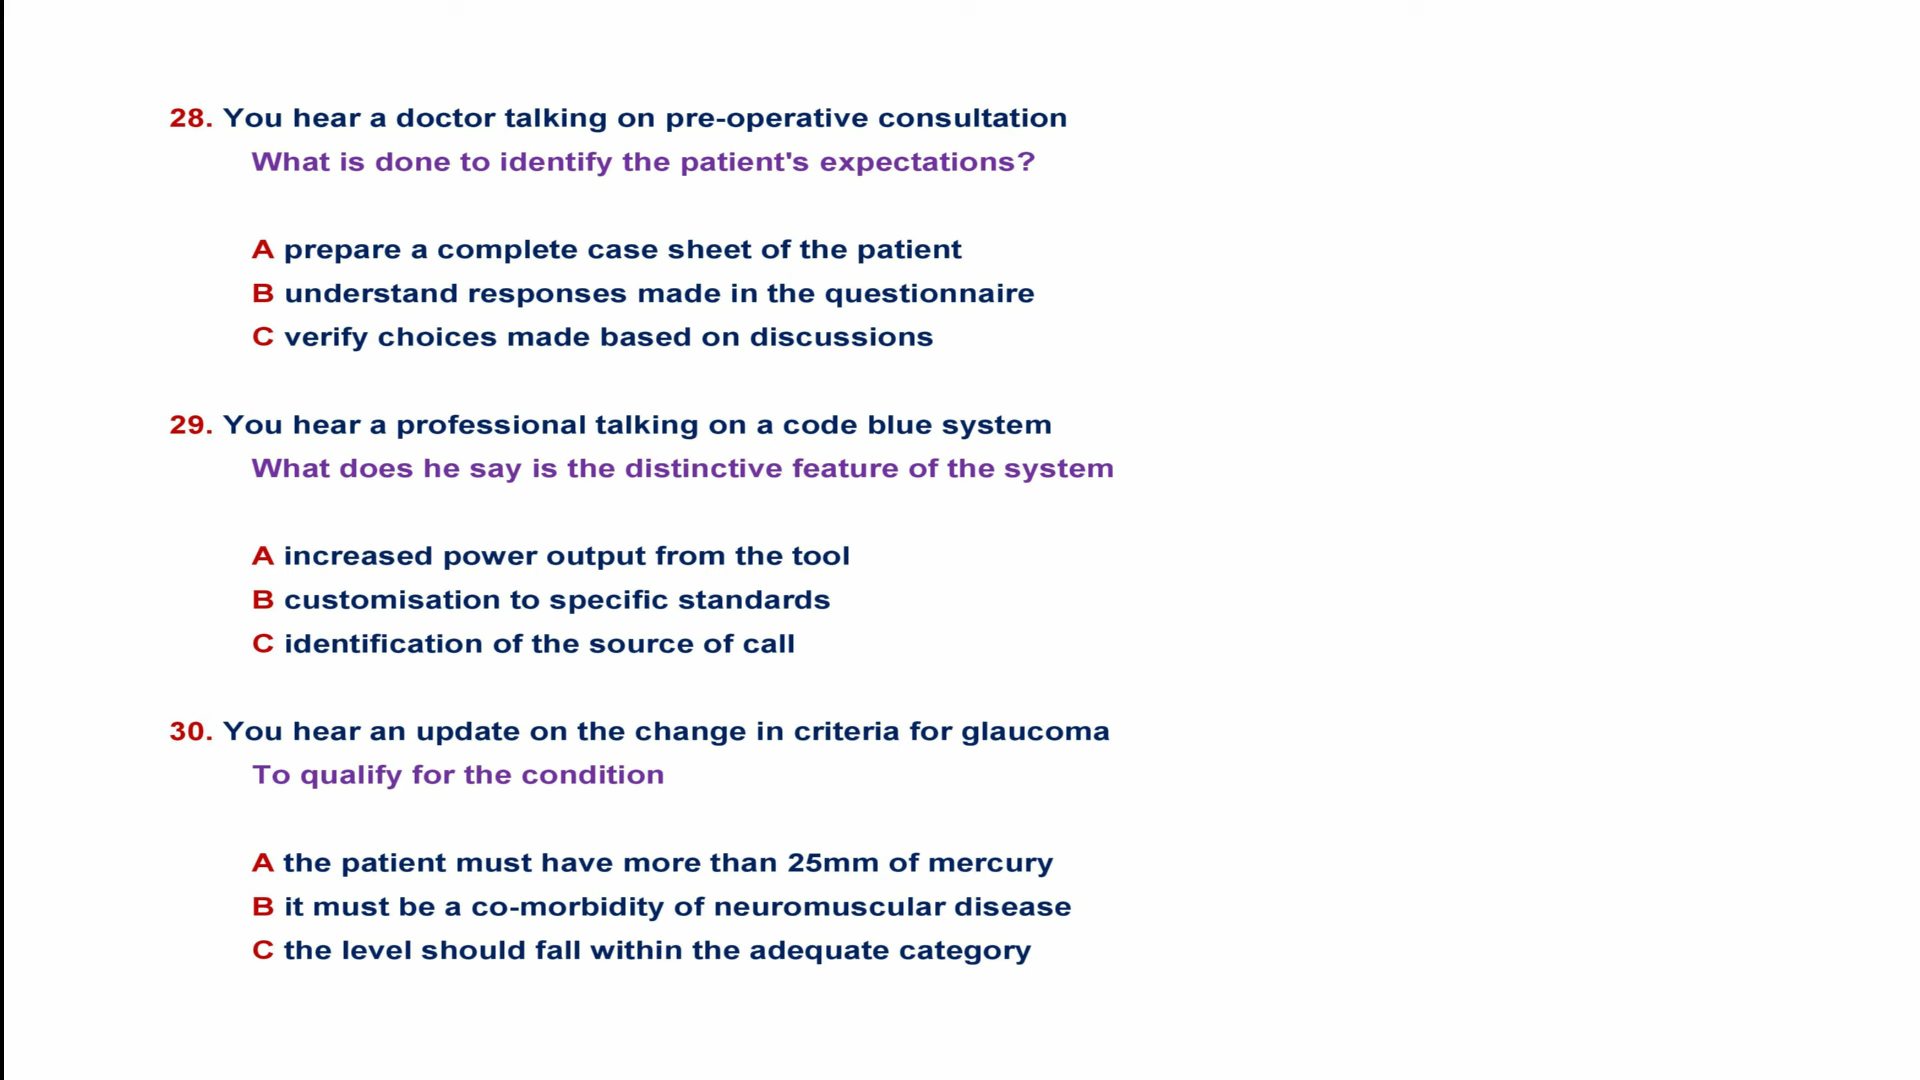 28. You hear a doctor talking on pre-operative consultation
What is done to identify the patient's expectations?
A prepare a complete case sheet of the patient
B understand responses made in the questionnaire
C verify choices made based on discussions
29. You hear a professional talking on a code blue system
What does he say is the distinctive feature of the system
A increased power output from the tool
B customisation to specific standards
C identification of the source of call
30. You hear an update on the change in criteria for glaucoma
To qualify for the condition
A the patient must have more than 25mm of mercury
B it must be a co-morbidity of neuromuscular disease
C the level should fall within the adequate category